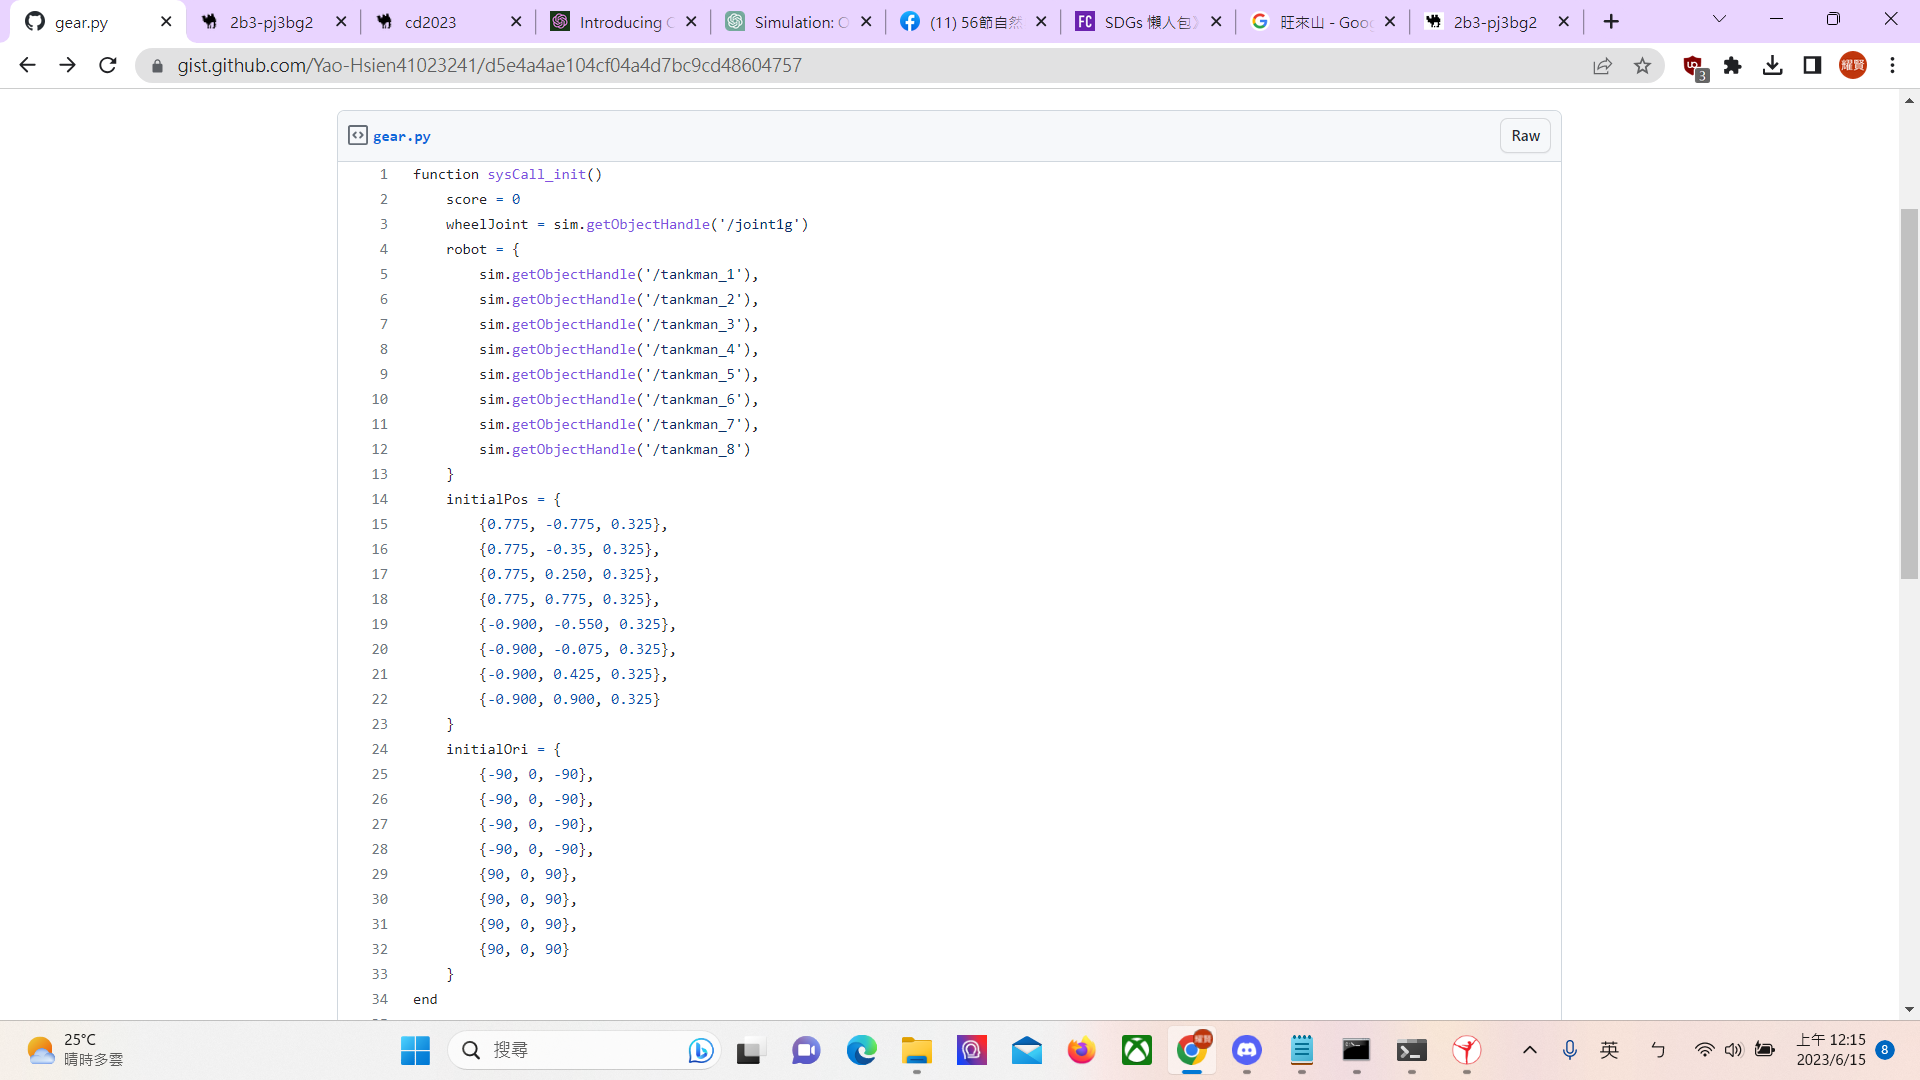 gear.py
2b3-pj3bg2
cd2023
Introducing C
Simulation: O
(11) 56節自然
SDGs 懶人包》
旺來山 - Goog
2b3-pj3bg2
gist.github.com/Yao-Hsien41023241/d5e4a4ae104cf04a4d7bc9cd48604757
3
耀賢
gear.py
Raw
1 function sysCall_init()
2 score = 0
3 wheelJoint = sim.getObjectHandle('/joint1g')
4 robot = {
5 sim.getObjectHandle('/tankman_1'),
6 sim.getObjectHandle('/tankman_2'),
7 sim.getObjectHandle('/tankman_3'),
8 sim.getObjectHandle('/tankman_4'),
9 sim.getObjectHandle('/tankman_5'),
10 sim.getObjectHandle('/tankman_6'),
11 sim.getObjectHandle('/tankman_7'),
12 sim.getObjectHandle('/tankman_8')
13 }
14 initialPos = {
15 {0.775, -0.775, 0.325},
16 {0.775, -0.35, 0.325},
17 {0.775, 0.250, 0.325},
18 {0.775, 0.775, 0.325},
19 {-0.900, -0.550, 0.325},
20 {-0.900, -0.075, 0.325},
21 {-0.900, 0.425, 0.325},
22 {-0.900, 0.900, 0.325}
23 }
24 initialOri = {
25 {-90, 0, -90},
26 {-90, 0, -90},
27 {-90, 0, -90},
28 {-90, 0, -90},
29 {90, 0, 90},
30 {90, 0, 90},
31 {90, 0, 90},
32 {90, 0, 90}
33 }
34 end
25°C
晴時多雲
搜尋
耀賢
英
ㄅ
上午 12:15
2023/6/15
8